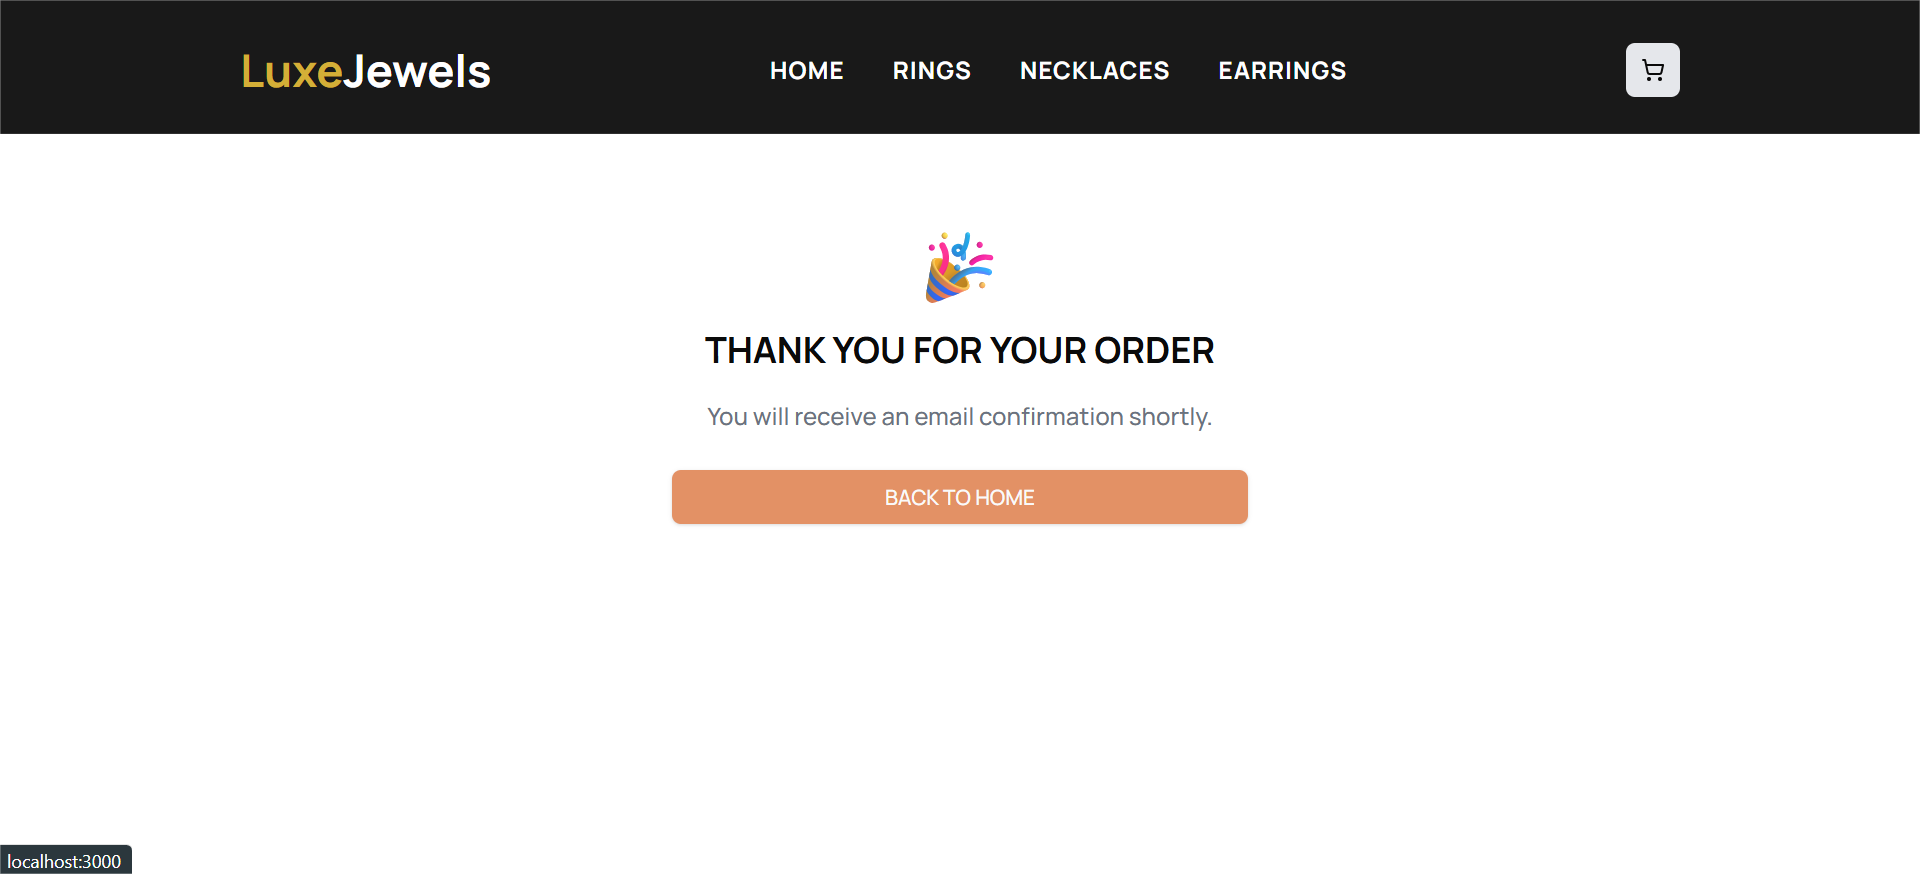 LuxeJewels
HOME RINGS NECKLACES EARRINGS
THANK YOU FOR YOUR ORDER
You will receive an email confirmation shortly.
BACK TO HOME
localhost:3000